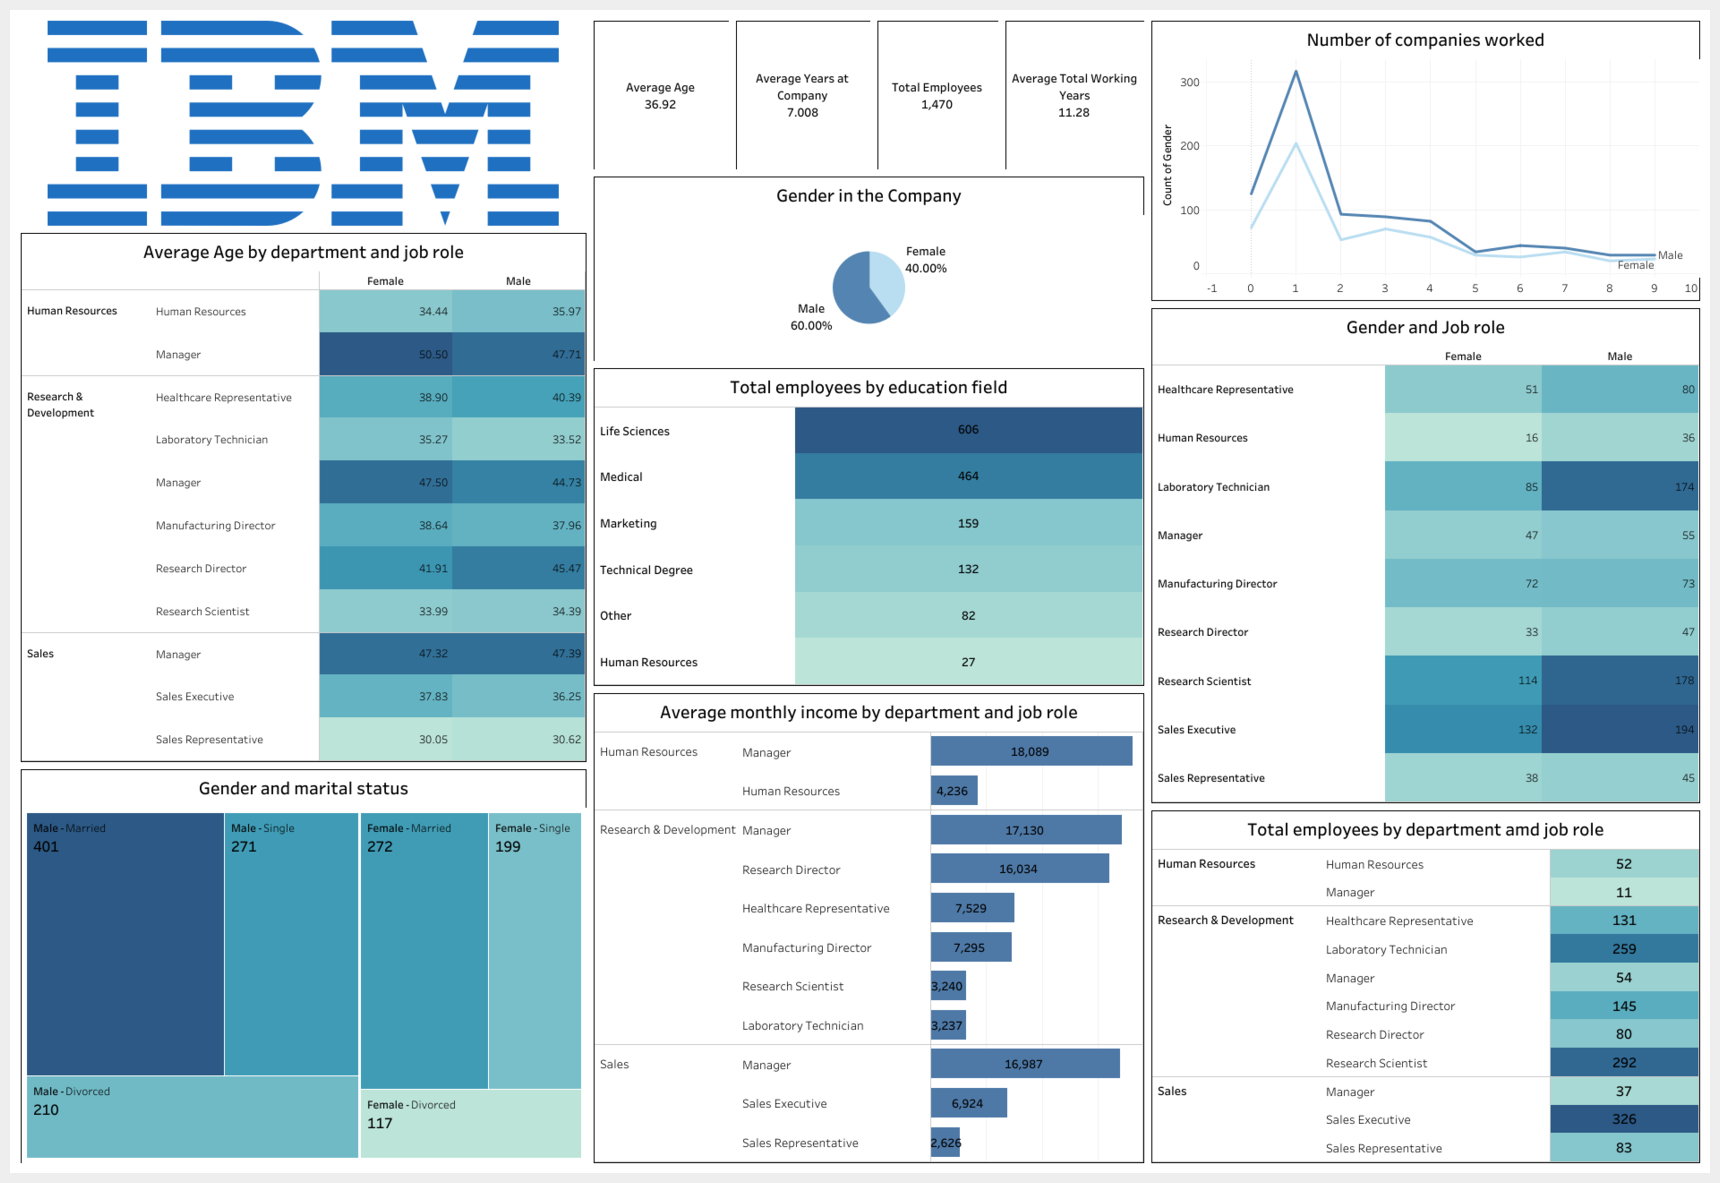 IBM
Average Age
36.92
Average Years at
Company
7.008
Total Employees
1,470
Average Total Working
Years
11.28
Number of companies worked
Count of Gender
300
200
100
0
-1 0 1 2 3 4 5 6 7 8 9 10
Male
Female
Gender in the Company
Female
40.00%
Male
60.00%
Average Age by department and job role
Female Male
Human Resources Human Resources 34.44 35.97
Manager 50.50 47.71
Research &
Development
Healthcare Representative 38.90 40.39
Laboratory Technician 35.27 33.52
Manager 47.50 44.73
Manufacturing Director 38.64 37.96
Research Director 41.91 45.47
Research Scientist 33.99 34.39
Sales Manager 47.32 47.39
Sales Executive 37.83 36.25
Sales Representative 30.05 30.62
Total employees by education field
Life Sciences 606
Medical 464
Marketing 159
Technical Degree 132
Other 82
Human Resources 27
Gender and Job role
Female Male
Healthcare Representative 51 80
Human Resources 16 36
Laboratory Technician 85 174
Manager 47 55
Manufacturing Director 72 73
Research Director 33 47
Research Scientist 114 178
Sales Executive 132 194
Sales Representative 38 45
Gender and marital status
Male - Married
401
Male - Single
271
Female - Married
272
Female - Single
199
Male - Divorced
210
Female - Divorced
117
Average monthly income by department and job role
Human Resources Manager 18,089
Human Resources 4,236
Research & Development Manager 17,130
Research Director 16,034
Healthcare Representative 7,529
Manufacturing Director 7,295
Research Scientist 3,240
Laboratory Technician 3,237
Sales Manager 16,987
Sales Executive 6,924
Sales Representative 2,626
Total employees by department amd job role
Human Resources Human Resources 52
Manager 11
Research & Development Healthcare Representative 131
Laboratory Technician 259
Manager 54
Manufacturing Director 145
Research Director 80
Research Scientist 292
Sales Manager 37
Sales Executive 326
Sales Representative 83